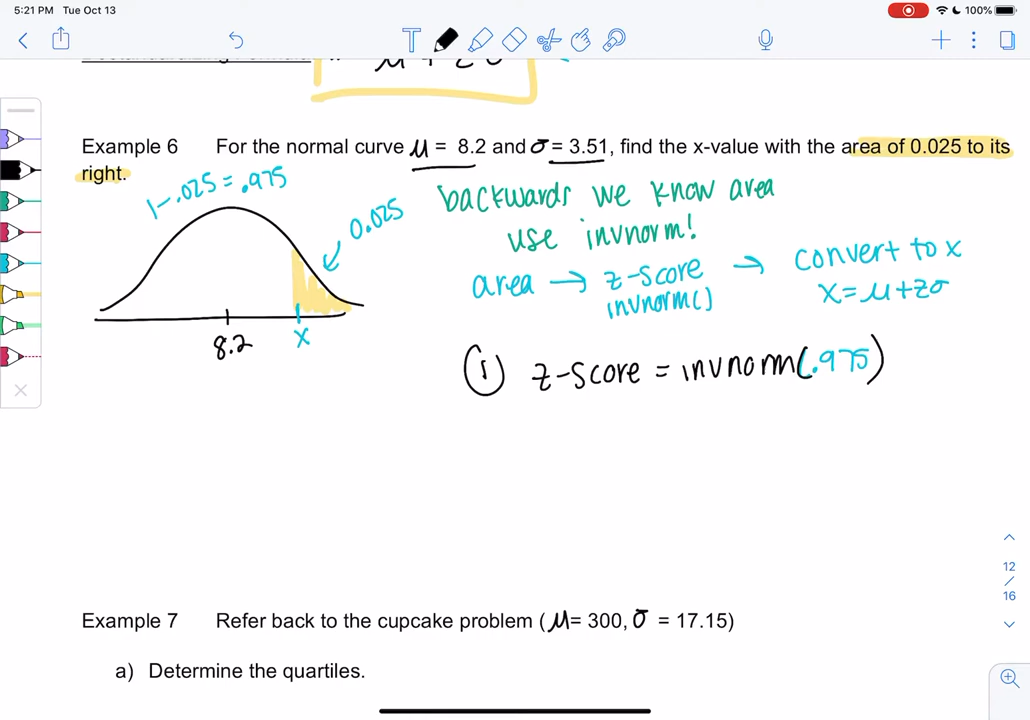 5:21 PM Tue Oct 13
100%
Example 6 For the normal curve μ = 8.2 and σ = 3.51, find the x-value with the area of 0.025 to its
right.
1-.025 = .975
0.025
backwards we know area
use invnorm!
area → z-score → convert to x
invnorm() x=μ+zσ
8.2
x
① z-score = invnorm(.975)
12
/
16
Example 7 Refer back to the cupcake problem (μ= 300, σ = 17.15)
a) Determine the quartiles.